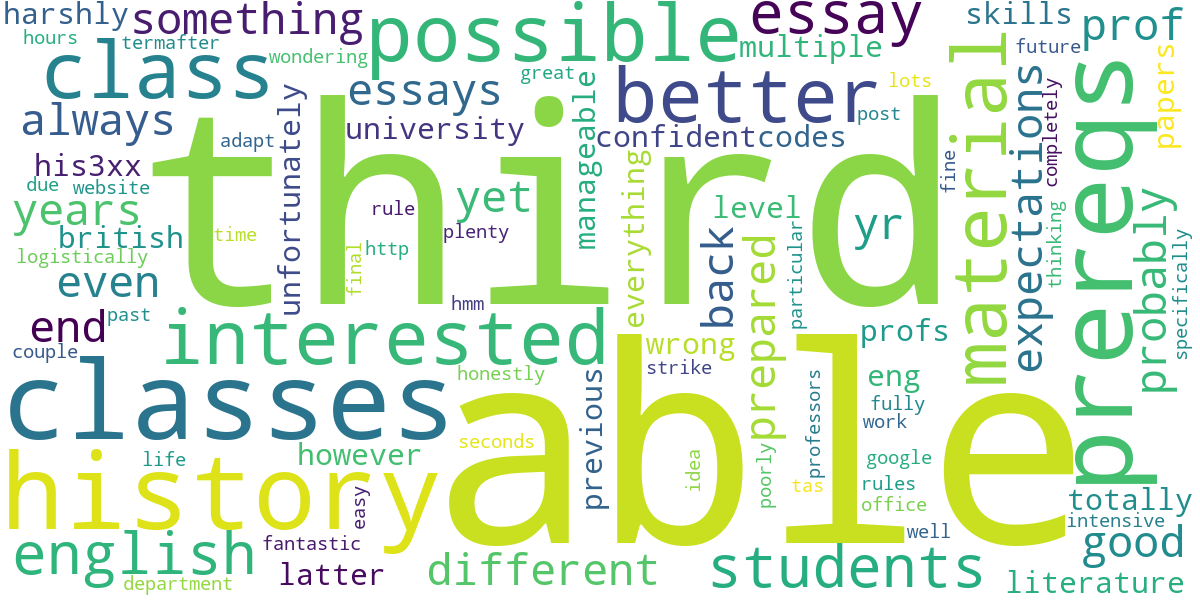 harshly
something
possible
essay
skills
prof
hours
termafter
wondering
multiple
future
class
great
lots
material
essays
better
manageable
prereqs
papers
always
university
confident
codes
post
expectations
completely
adapt
unfortunately
third
his3xx
due
website
rule
everything
fine
years
yet
level
yr
thinking
probably
specifically
british
time
http
plenty
back
prepared
particular
logistically
final
even
hmm
past
end
interested
wrong
profs
couple
honestly
strike
classes
previous
able
professors
eng
fully
work
seconds
idea
poorly
life
however
google
history
easy
tas
rules
office
totally
intensive
english
fantastic
well
good
department
latter
different
students
literature